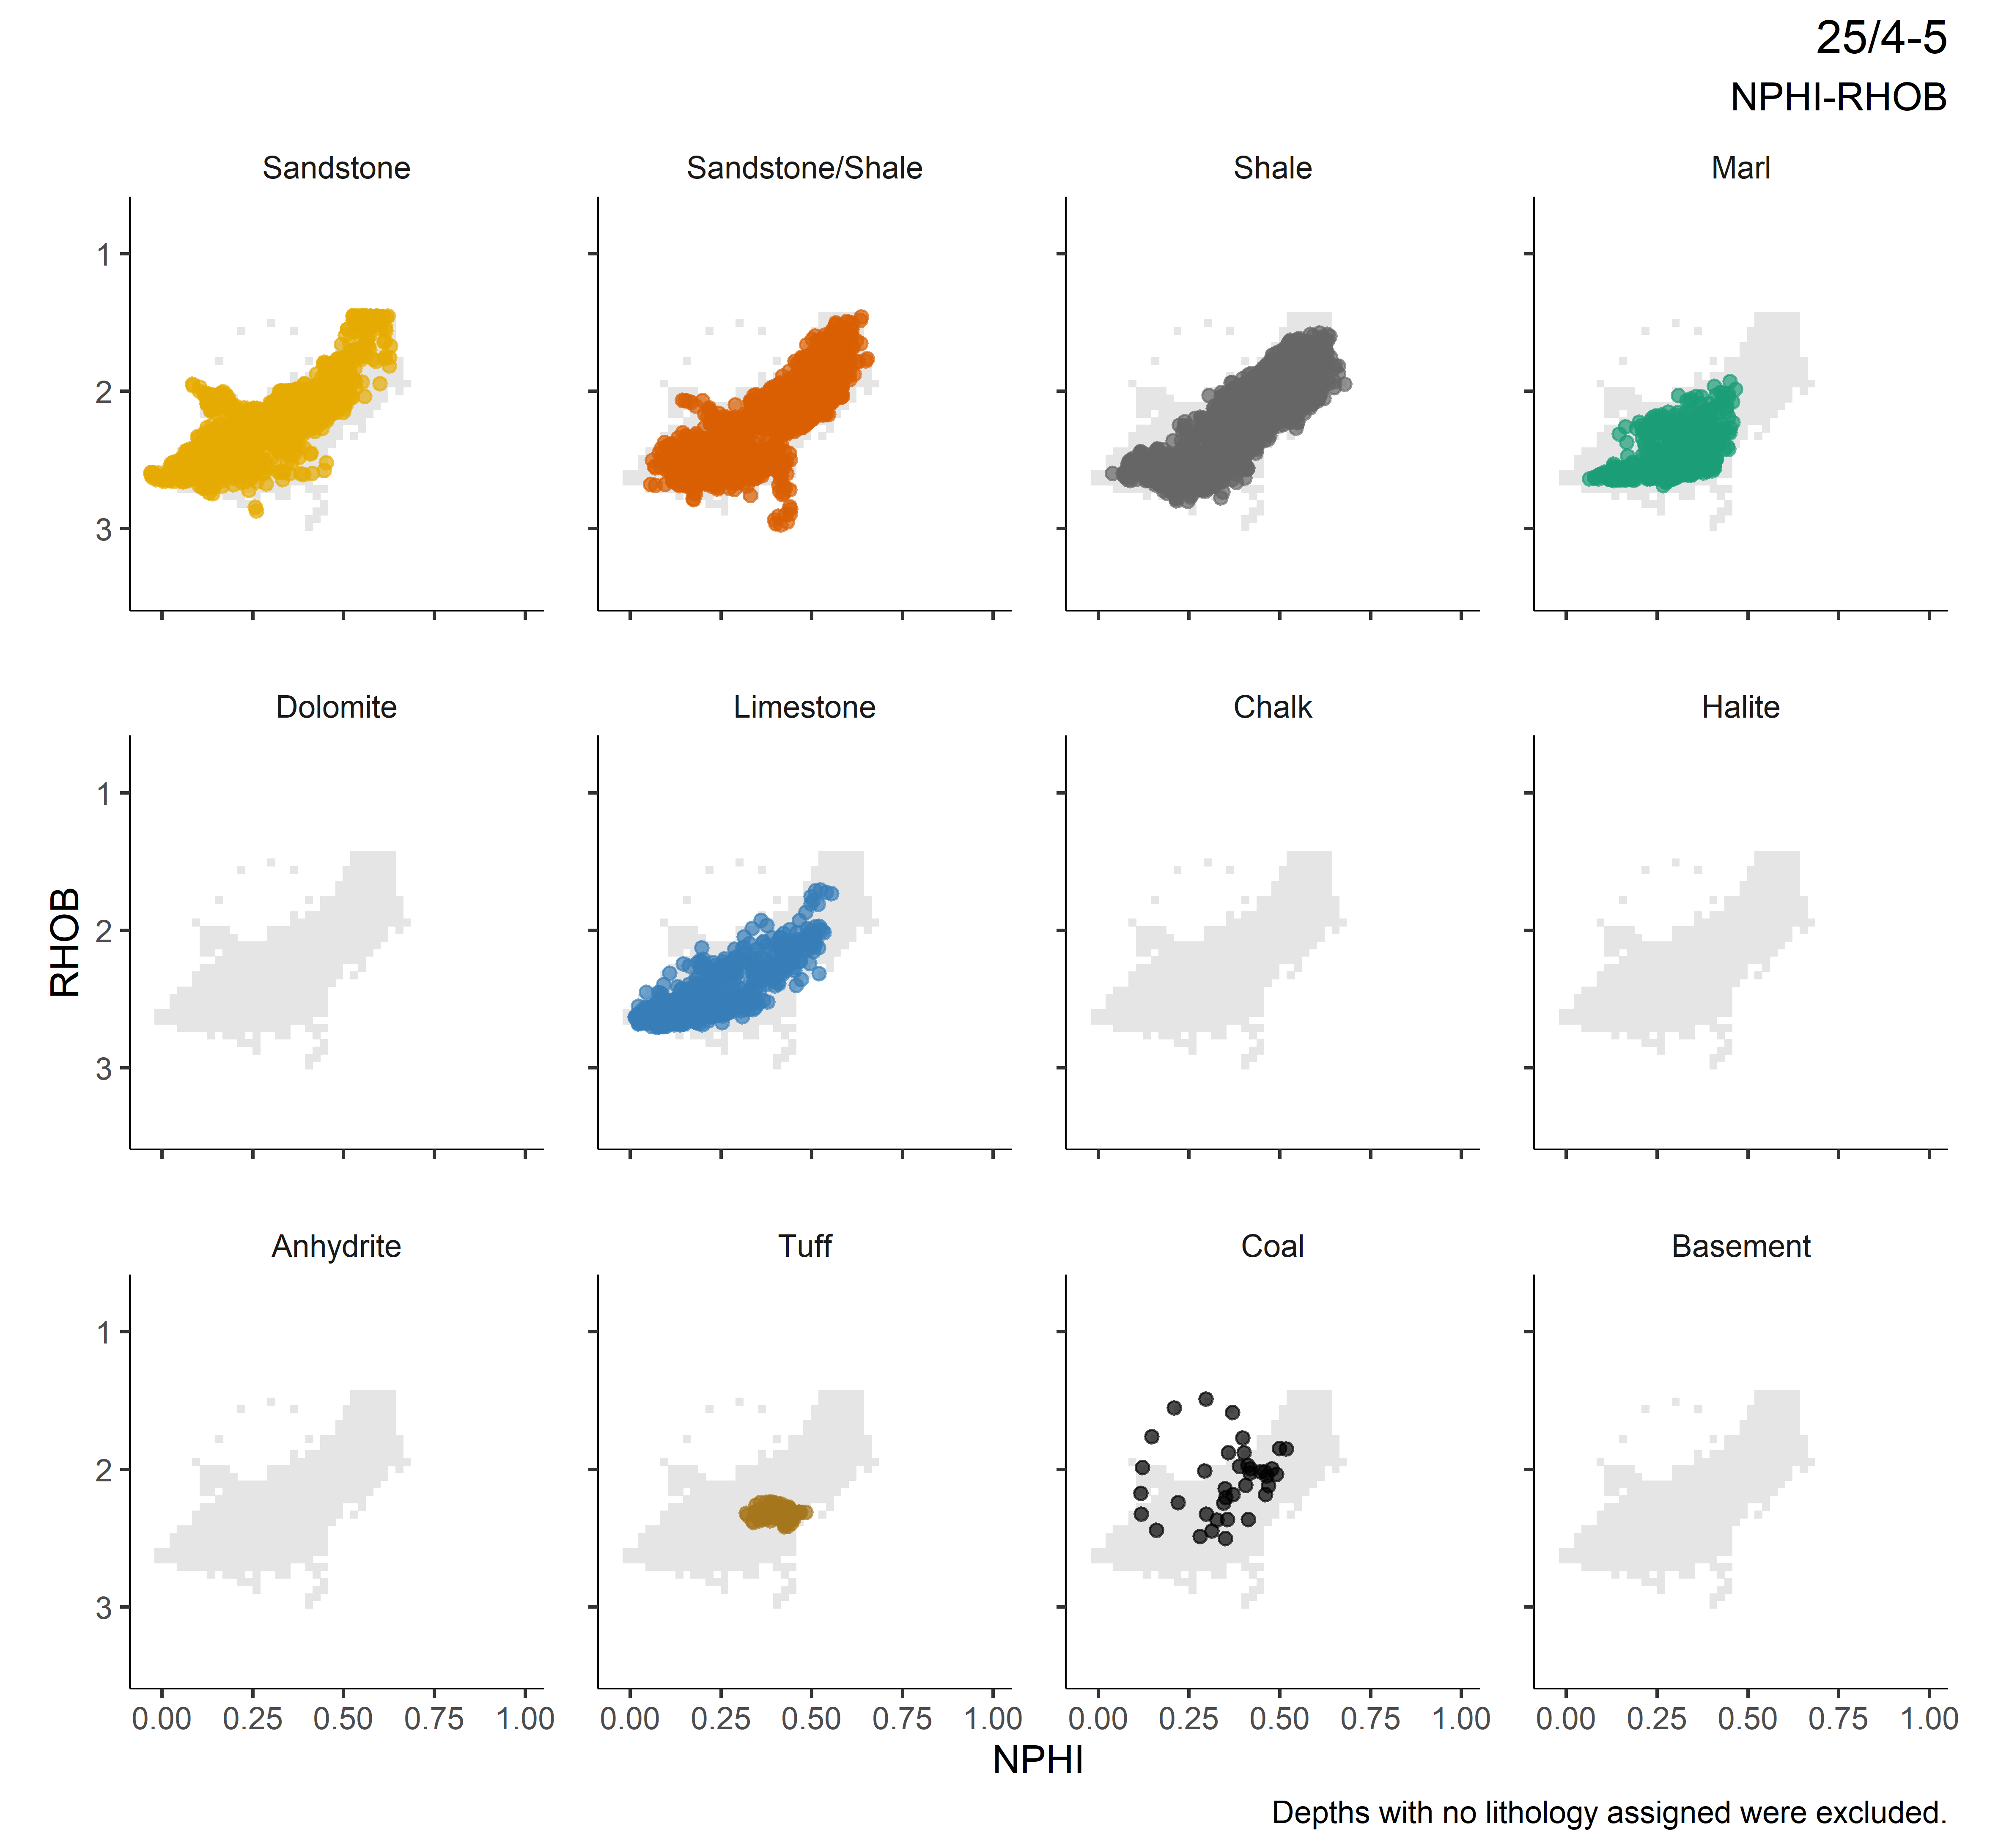 25/4-5
NPHI-RHOB
Sandstone
Sandstone/Shale
Shale
Marl
1
2
3
Dolomite
Limestone
Chalk
Halite
RHOB
1
2
3
Anhydrite
Tuff
Coal
Basement
1
2
3
0.00 0.25 0.50 0.75 1.00
0.00 0.25 0.50 0.75 1.00
0.00 0.25 0.50 0.75 1.00
0.00 0.25 0.50 0.75 1.00
NPHI
Depths with no lithology assigned were excluded.